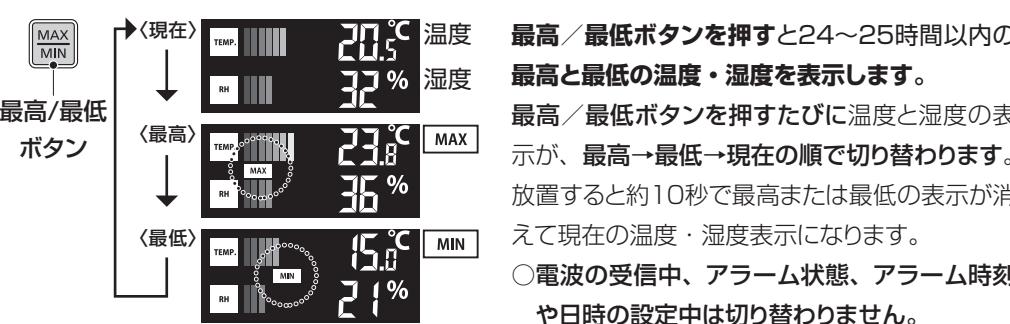 MAX
MIN
最高/最低
ボタン
〈現在〉
TEMP.
20.5℃
温度
RH
32%
湿度
〈最高〉
TEMP.
23.8℃
MAX
MAX
RH
36%
〈最低〉
TEMP.
15.0℃
MIN
MIN
RH
21%
最高／最低ボタンを押すと24～25時間以内の
最高と最低の温度・湿度を表示します。
最高／最低ボタンを押すたびに温度と湿度の表
示が、最高→最低→現在の順で切り替わります。
放置すると約10秒で最高または最低の表示が消
えて現在の温度・湿度表示になります。
○電波の受信中、アラーム状態、アラーム時刻
や日時の設定中は切り替わりません。